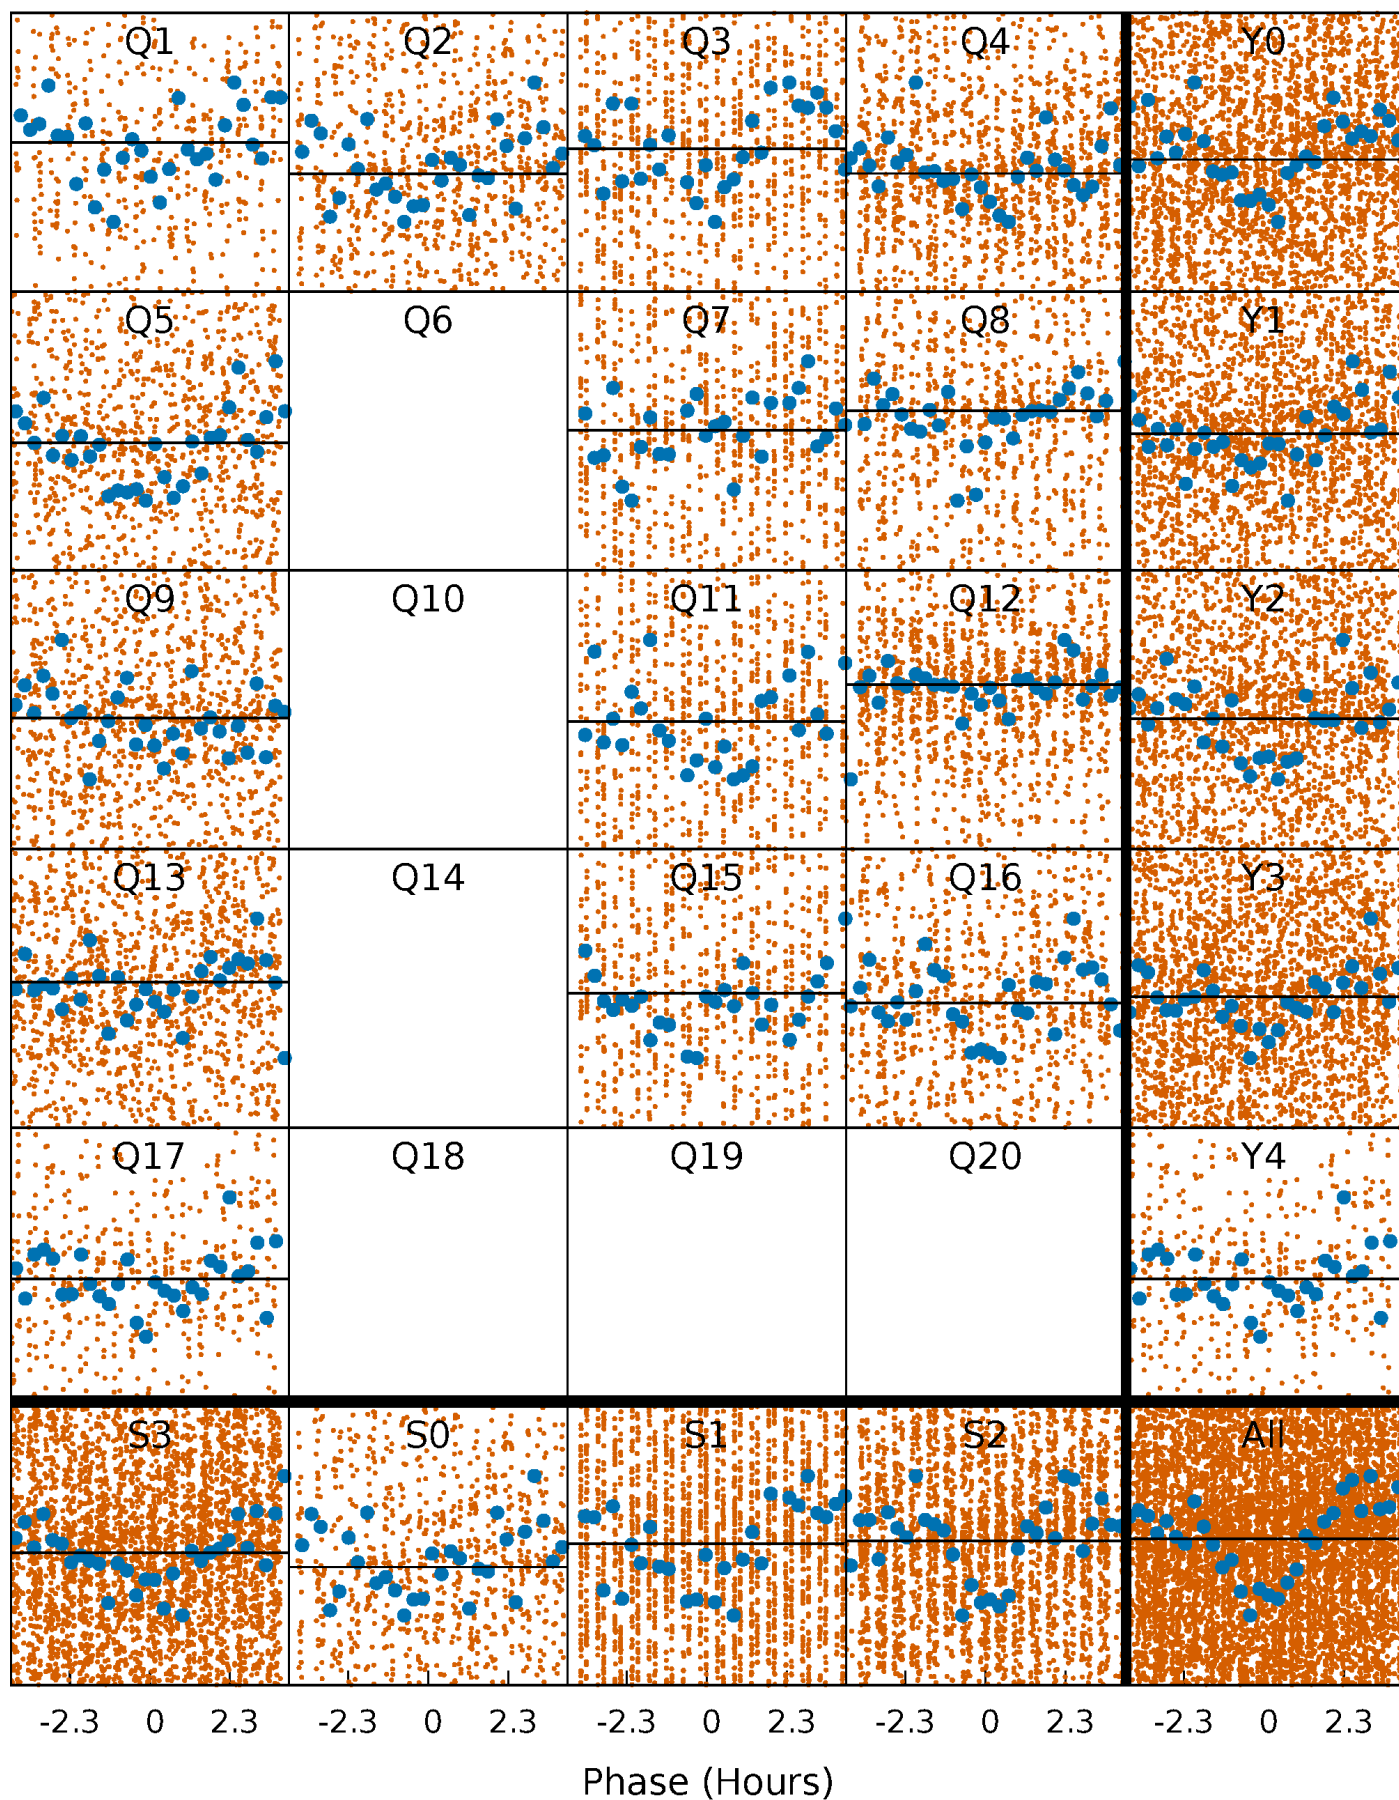 Q1 Q2 Q3 Q4 Y0
Q5 Q6 Q7 Q8 Y1
Q9 Q10 Q11 Q12 Y2
Q13 Q14 Q15 Q16 Y3
Q17 Q18 Q19 Q20 Y4
S3 S0 S1 S2 All
-2.3 0 2.3 -2.3 0 2.3 -2.3 0 2.3 -2.3 0 2.3 -2.3 0 2.3
Phase (Hours)